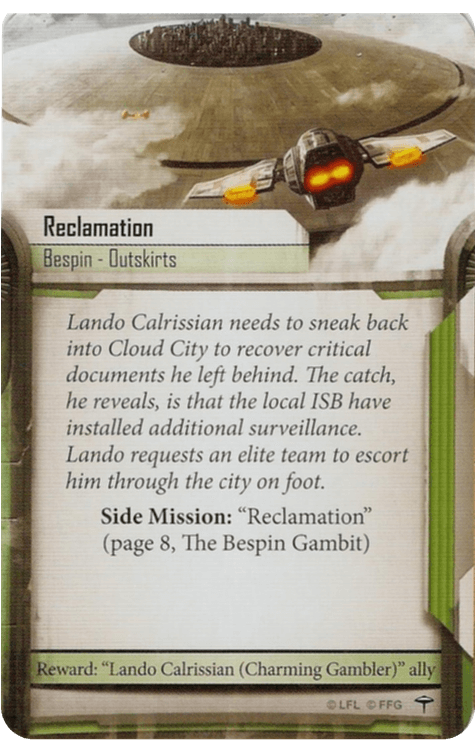 Reclamation
Bespin - Outskirts
Lando Calrissian needs to sneak back
into Cloud City to recover critical
documents he left behind. The catch,
he reveals, is that the local ISB have
installed additional surveillance.
Lando requests an elite team to escort
him through the city on foot.
Side Mission: “Reclamation”
(page 8, The Bespin Gambit)
Reward: “Lando Calrissian (Charming Gambler)” ally
©LFL ©FFG